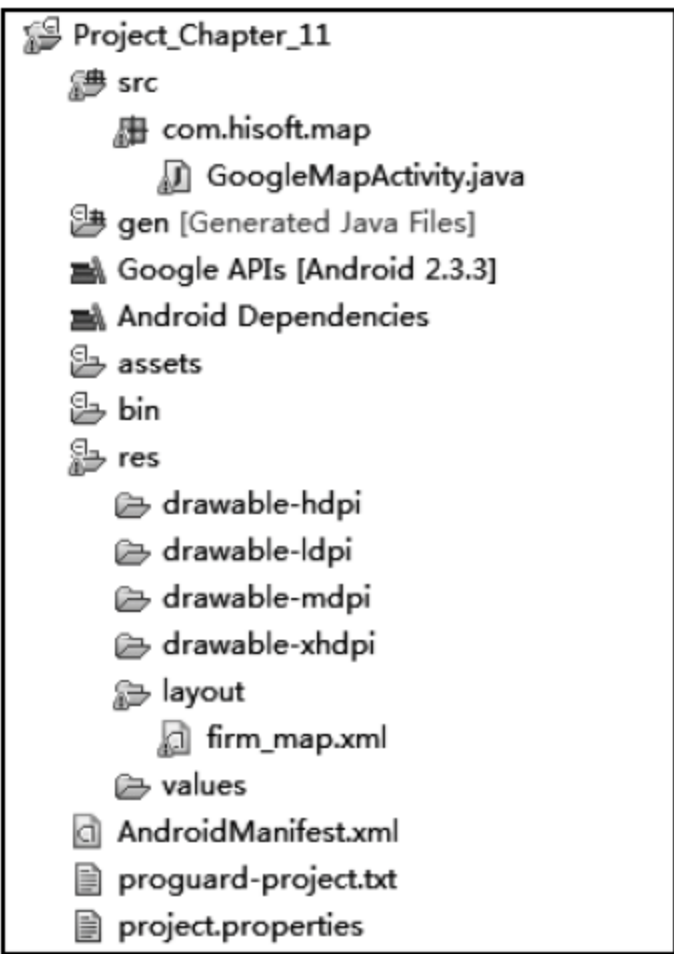 Project_Chapter_11
src
com.hisoft.map
GoogleMapActivity.java
gen [Generated Java Files]
Google APIs [Android 2.3.3]
Android Dependencies
assets
bin
res
drawable-hdpi
drawable-ldpi
drawable-mdpi
drawable-xhdpi
layout
firm_map.xml
values
AndroidManifest.xml
proguard-project.txt
project.properties